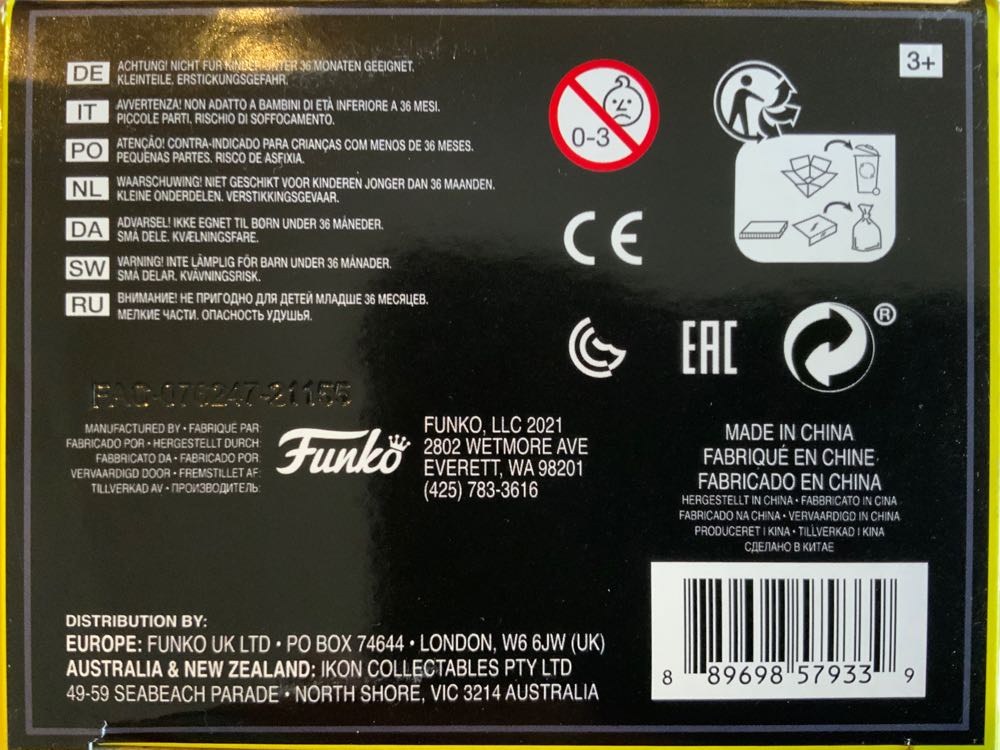 3+
DE ACHTUNG! NICHT FÜR KINDER UNTER 36 MONATEN GEEIGNET.
KLEINTEILE. ERSTICKUNGSGEFAHR.
IT AVVERTENZA! NON ADATTO A BAMBINI DI ETÀ INFERIORE A 36 MESI.
PICCOLE PARTI. RISCHIO DI SOFFOCAMENTO.
PO ATENÇÃO! CONTRA-INDICADO PARA CRIANÇAS COM MENOS DE 36 MESES.
PEQUENAS PARTES. RISCO DE ASFIXIA.
NL WAARSCHUWING! NIET GESCHIKT VOOR KINDEREN JONGER DAN 36 MAANDEN.
KLEINE ONDERDELEN. VERSTIKKINGSGEVAAR.
DA ADVARSEL! IKKE EGNET TIL BØRN UNDER 36 MÅNEDER.
SMÅ DELE. KVÆLNINGSFARE.
SW VARNING! INTE LÄMPLIG FÖR BARN UNDER 36 MÅNADER.
SMÅ DELAR. KVÄVNINGSRISK.
RU ВНИМАНИЕ! НЕ ПРИГОДНО ДЛЯ ДЕТЕЙ МЛАДШЕ 36 МЕСЯЦЕВ.
МЕЛКИЕ ЧАСТИ. ОПАСНОСТЬ УДУШЬЯ.
0-3
CE
EAC
®
FAC-076247-21155
MANUFACTURED BY • FABRIQUÉ PAR:
FABRICADO POR • HERGESTELLT DURCH:
FABBRICATO DA • FABRICADO POR:
VERVAARDIGD DOOR • FREMSTILLET AF:
TILLVERKAD AV • ПРОИЗВОДИТЕЛЬ:
Funko
FUNKO, LLC 2021
2802 WETMORE AVE
EVERETT, WA 98201
(425) 783-3616
MADE IN CHINA
FABRIQUÉ EN CHINE
FABRICADO EN CHINA
HERGESTELLT IN CHINA • FABBRICATO IN CINA
FABRICADO NA CHINA • VERVAARDIGD IN CHINA
PRODUCERET I KINA • TILLVERKAD I KINA
СДЕЛАНО В КИТАЕ
DISTRIBUTION BY:
EUROPE: FUNKO UK LTD • PO BOX 74644 • LONDON, W6 6JW (UK)
AUSTRALIA & NEW ZEALAND: IKON COLLECTABLES PTY LTD
49-59 SEABEACH PARADE • NORTH SHORE, VIC 3214 AUSTRALIA
8 89698 57933 9